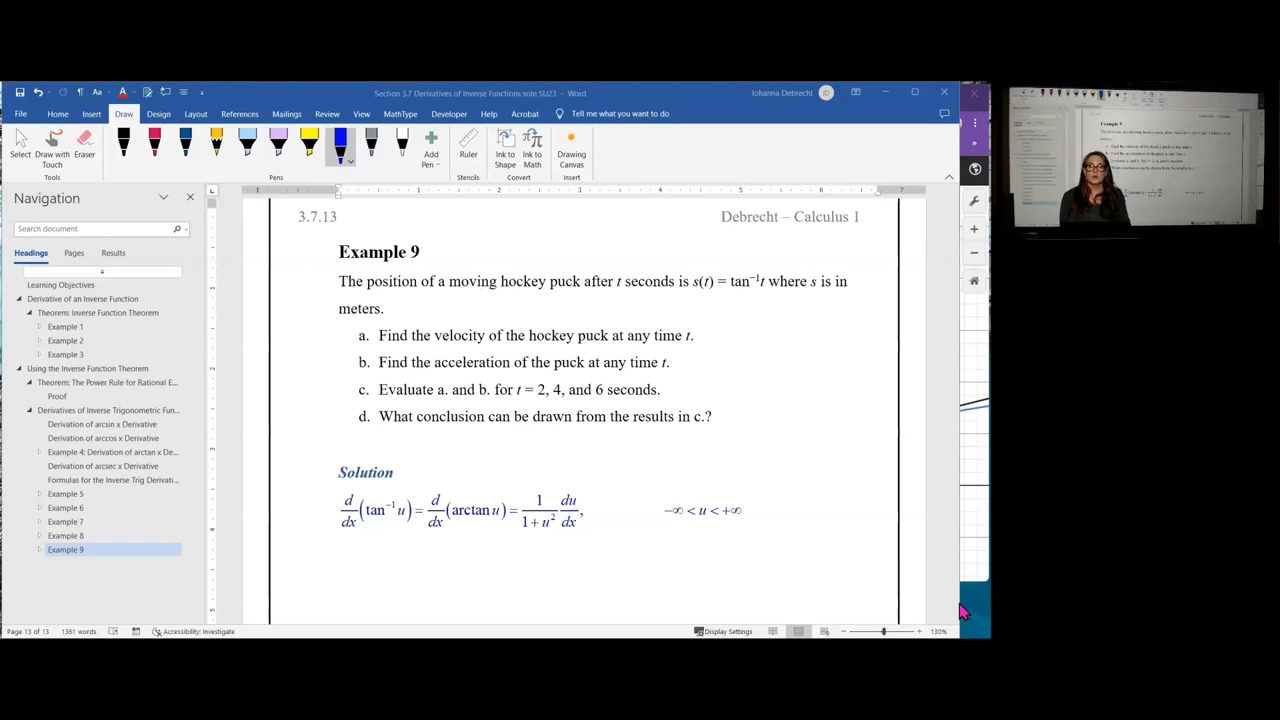 Section 3.7 Derivatives of Inverse Functions soln SU23 - Word
Johanna Debrecht JD
File Home Insert Draw Design Layout References Mailings Review View MathType Developer Help Acrobat Tell me what you want to do
Select Draw with Touch Eraser Add Pen Ruler Ink to Shape Ink to Math Drawing Canvas
Tools Pens Stencils Convert Insert
Navigation
Search document
Headings Pages Results
Learning Objectives
Derivative of an Inverse Function
Theorem: Inverse Function Theorem
Example 1
Example 2
Example 3
Using the Inverse Function Theorem
Theorem: The Power Rule for Rational E...
Proof
Derivatives of Inverse Trigonometric Func...
Derivation of arcsin x Derivative
Derivation of arccos x Derivative
Example 4: Derivation of arctan x De...
Derivation of arcsec x Derivative
Formulas for the Inverse Trig Derivati...
Example 5
Example 6
Example 7
Example 8
Example 9
3.7.13 Debrecht – Calculus 1
Example 9
The position of a moving hockey puck after t seconds is s(t) = tan⁻¹t where s is in
meters.
a. Find the velocity of the hockey puck at any time t.
b. Find the acceleration of the puck at any time t.
c. Evaluate a. and b. for t = 2, 4, and 6 seconds.
d. What conclusion can be drawn from the results in c.?
Solution
d/dx (tan⁻¹ u) = d/dx (arctan u) = 1/(1+u²) du/dx, −∞ < u < +∞
Page 13 of 13 1361 words Accessibility: Investigate Display Settings 130%